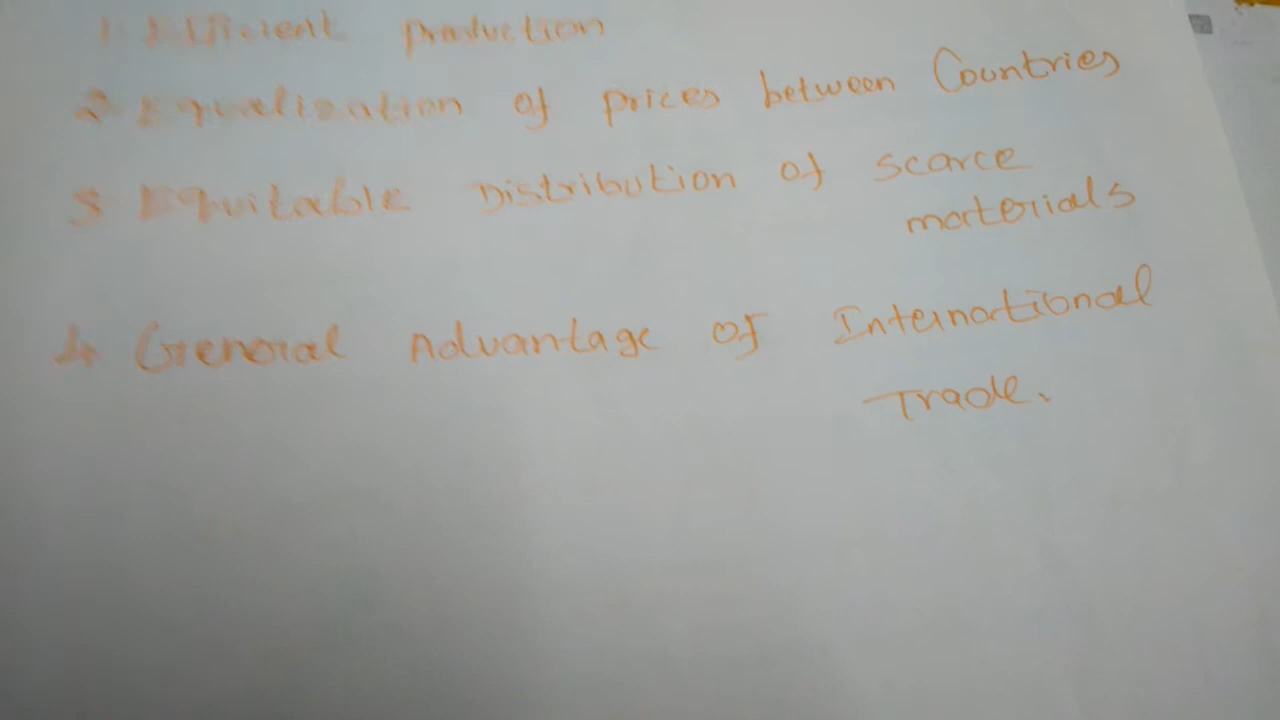 1 Efficient production
2 Equalization of prices between Countries
3 Equitable Distribution of scarce
materials
4 General Advantage of International
Trade.